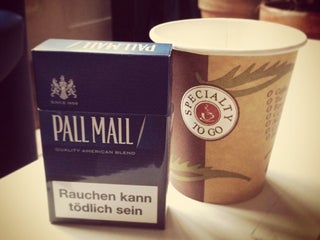 PALL MALL
SINCE 1899
PALL MALL/
QUALITY AMERICAN BLEND
Rauchen kann
tödlich sein
SPECIALTY
TO GO